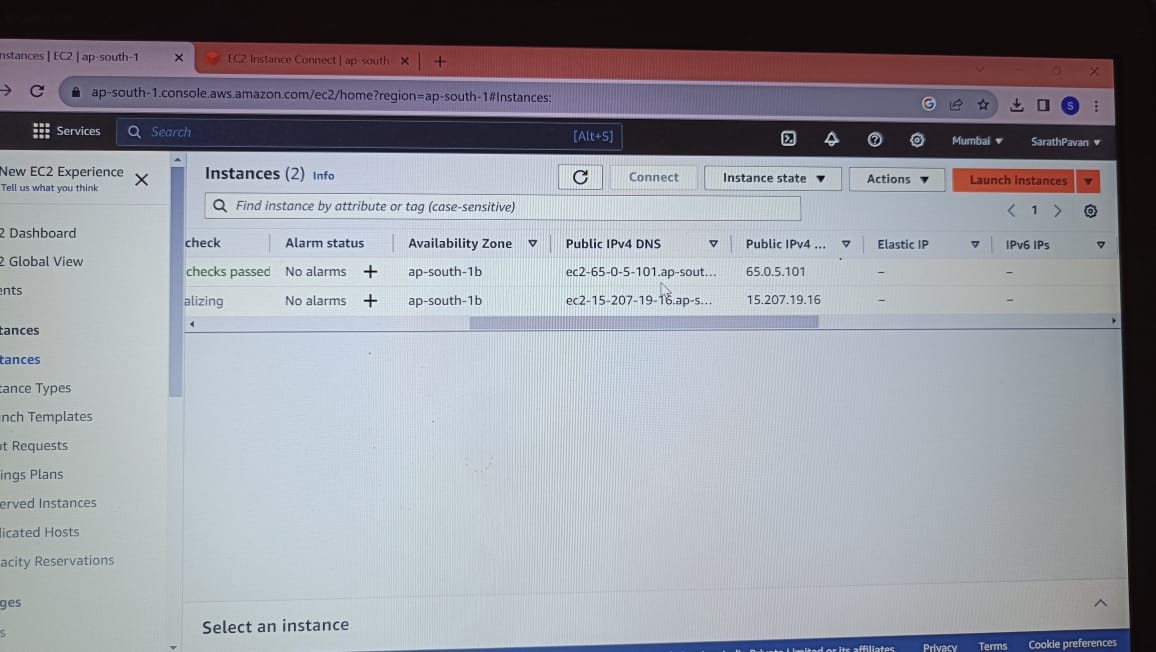 nstances | EC2 | ap-south-1
EC2 Instance Connect | ap-south
ap-south-1.console.aws.amazon.com/ec2/home?region=ap-south-1#Instances:
G
S
Services
Search
[Alt+S]
Mumbai
SarathPavan
New EC2 Experience
Tell us what you think
2 Dashboard
2 Global View
ents
tances
tances
tance Types
nch Templates
ot Requests
ings Plans
erved Instances
licated Hosts
acity Reservations
ges
s
Instances (2) Info
Connect
Instance state
Actions
Launch instances
Find instance by attribute or tag (case-sensitive)
1
check Alarm status Availability Zone Public IPv4 DNS Public IPv4 ... Elastic IP IPv6 IPs
checks passed No alarms + ap-south-1b ec2-65-0-5-101.ap-sout... 65.0.5.101 – –
alizing No alarms + ap-south-1b ec2-15-207-19-16.ap-s... 15.207.19.16 – –
Select an instance
or its affiliates.
Privacy
Terms
Cookie preferences